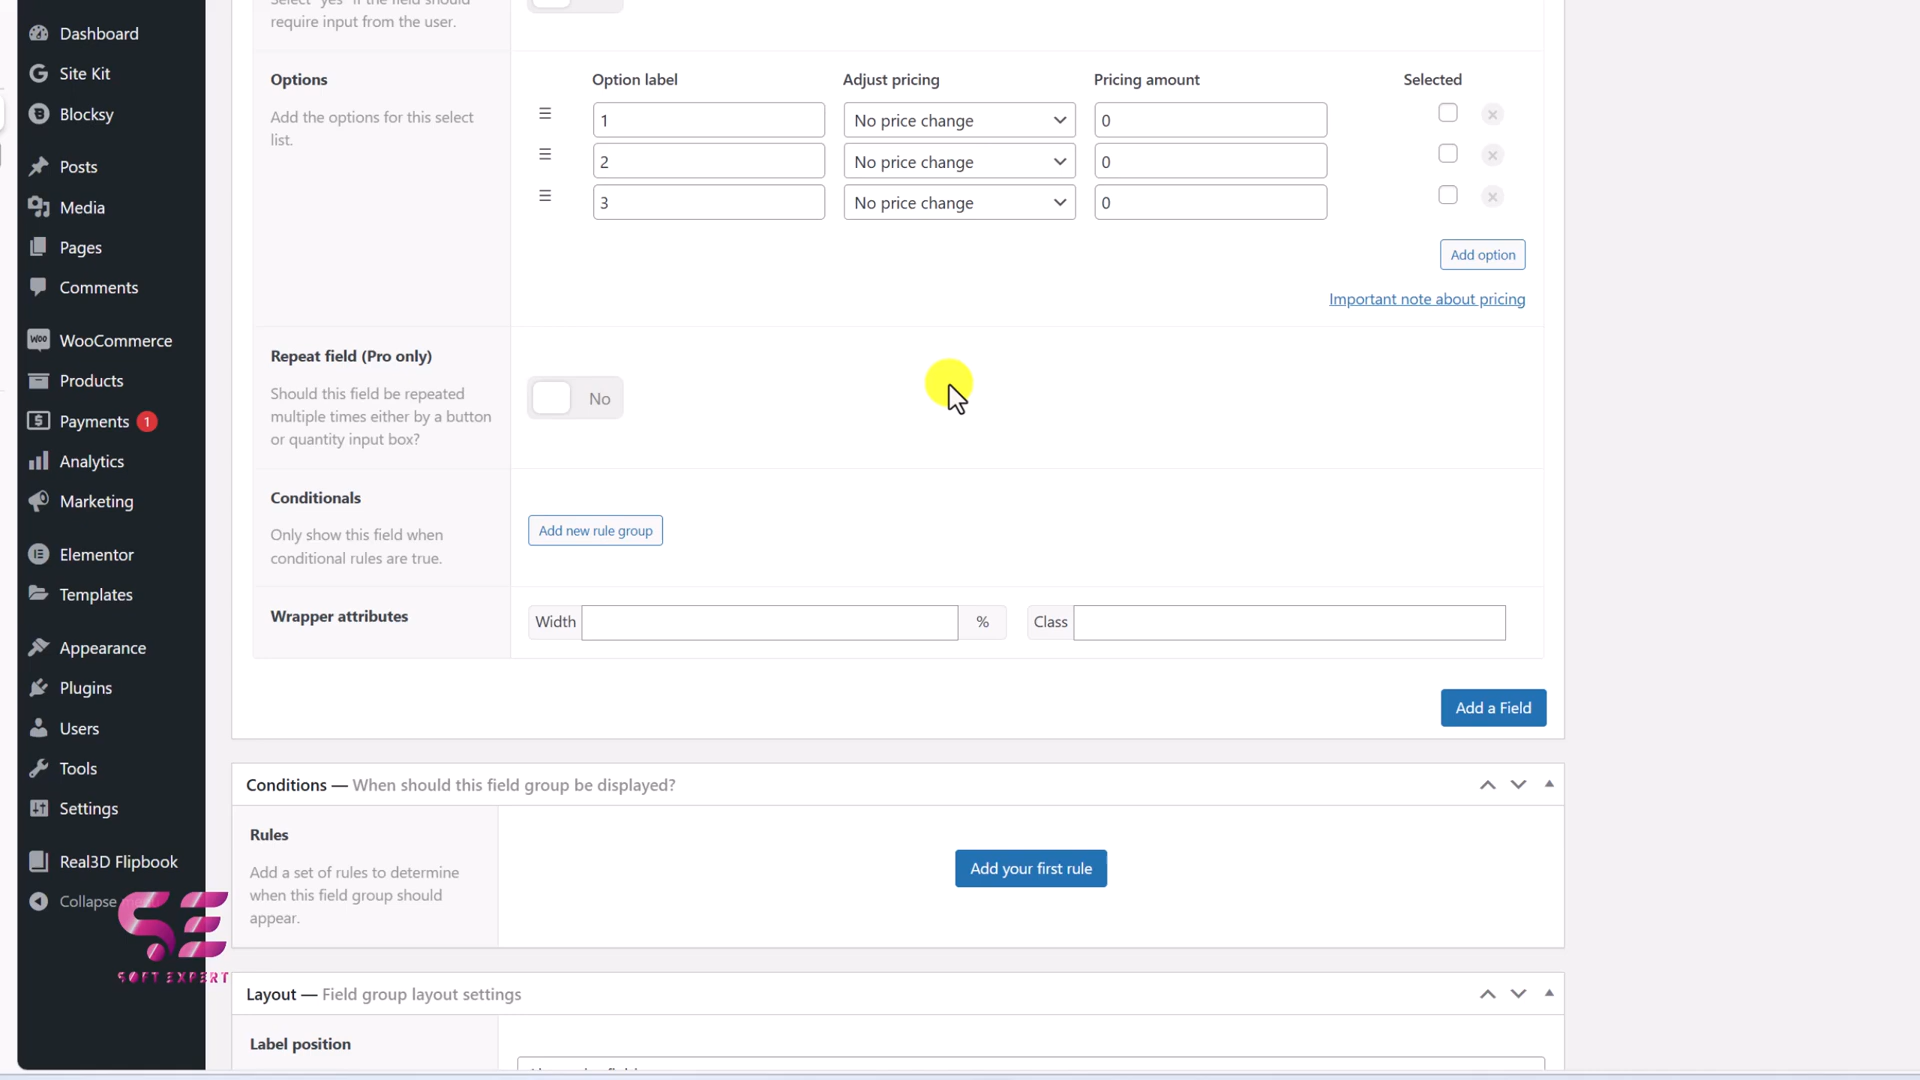 Dashboard
Site Kit
Blocksy
Posts
Media
Pages
Comments
WooCommerce
Products
Payments 1
Analytics
Marketing
Elementor
Templates
Appearance
Plugins
Users
Tools
Settings
Real3D Flipbook
Collapse
SE
SOFT EXPERT
require input from the user.
Options
Add the options for this select
list.
Option label Adjust pricing Pricing amount Selected
1 No price change 0
2 No price change 0
3 No price change 0
Add option
Important note about pricing
Repeat field (Pro only)
Should this field be repeated
multiple times either by a button
or quantity input box?
No
Conditionals
Only show this field when
conditional rules are true.
Add new rule group
Wrapper attributes
Width % Class
Add a Field
Conditions — When should this field group be displayed?
Rules
Add a set of rules to determine
when this field group should
appear.
Add your first rule
Layout — Field group layout settings
Label position